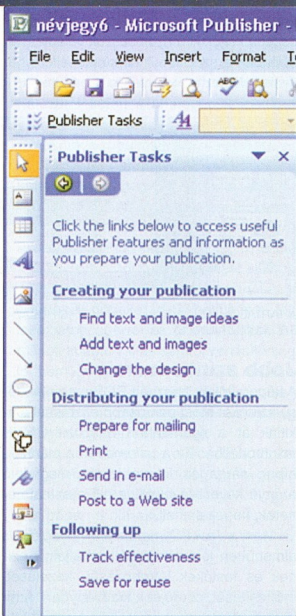 névjegy6 - Microsoft Publisher -
File Edit View Insert Format
Publisher Tasks
Publisher Tasks
Click the links below to access useful
Publisher features and information as
you prepare your publication.
Creating your publication
Find text and image ideas
Add text and images
Change the design
Distributing your publication
Prepare for mailing
Print
Send in e-mail
Post to a Web site
Following up
Track effectiveness
Save for reuse